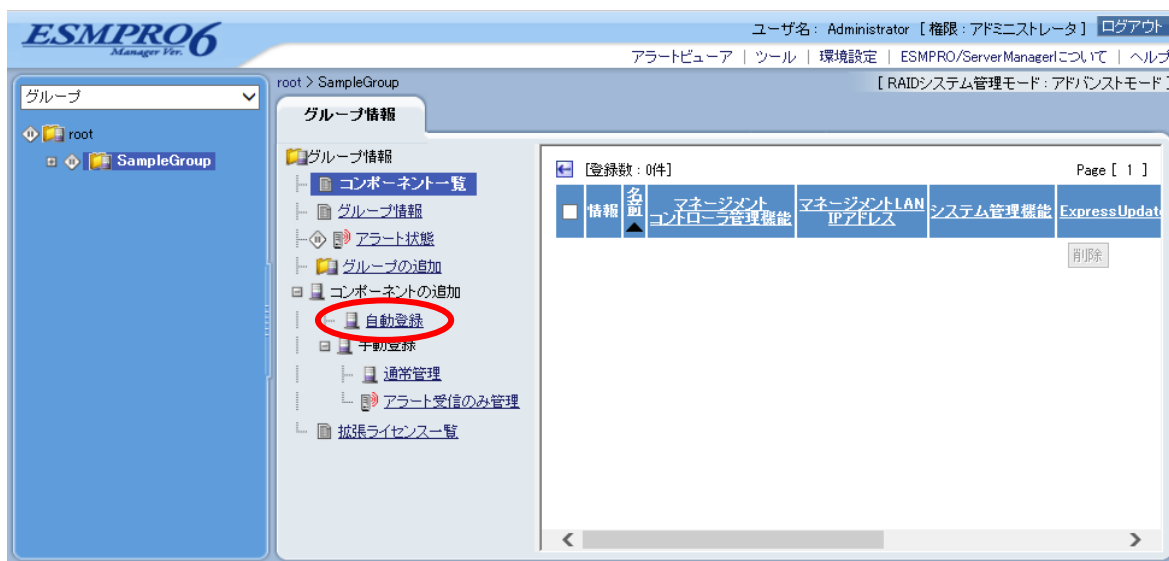 ESMPRO6
Manager Ver.
ユーザ名： Administrator [ 権限：アドミニストレータ ] ログアウト
アラートビューア | ツール | 環境設定 | ESMPRO/ServerManagerについて | ヘルプ
グループ
root
SampleGroup
root > SampleGroup
[ RAIDシステム管理モード：アドバンストモード ]
グループ情報
グループ情報
コンポーネント一覧
グループ情報
アラート状態
グループの追加
コンポーネントの追加
自動登録
手動登録
通常管理
アラート受信のみ管理
拡張ライセンス一覧
[登録数：0件]
Page [ 1 ]
情報 名前▲ マネージメントコントローラ管理機能 マネージメントLAN IPアドレス システム管理機能 ExpressUpdat
削除